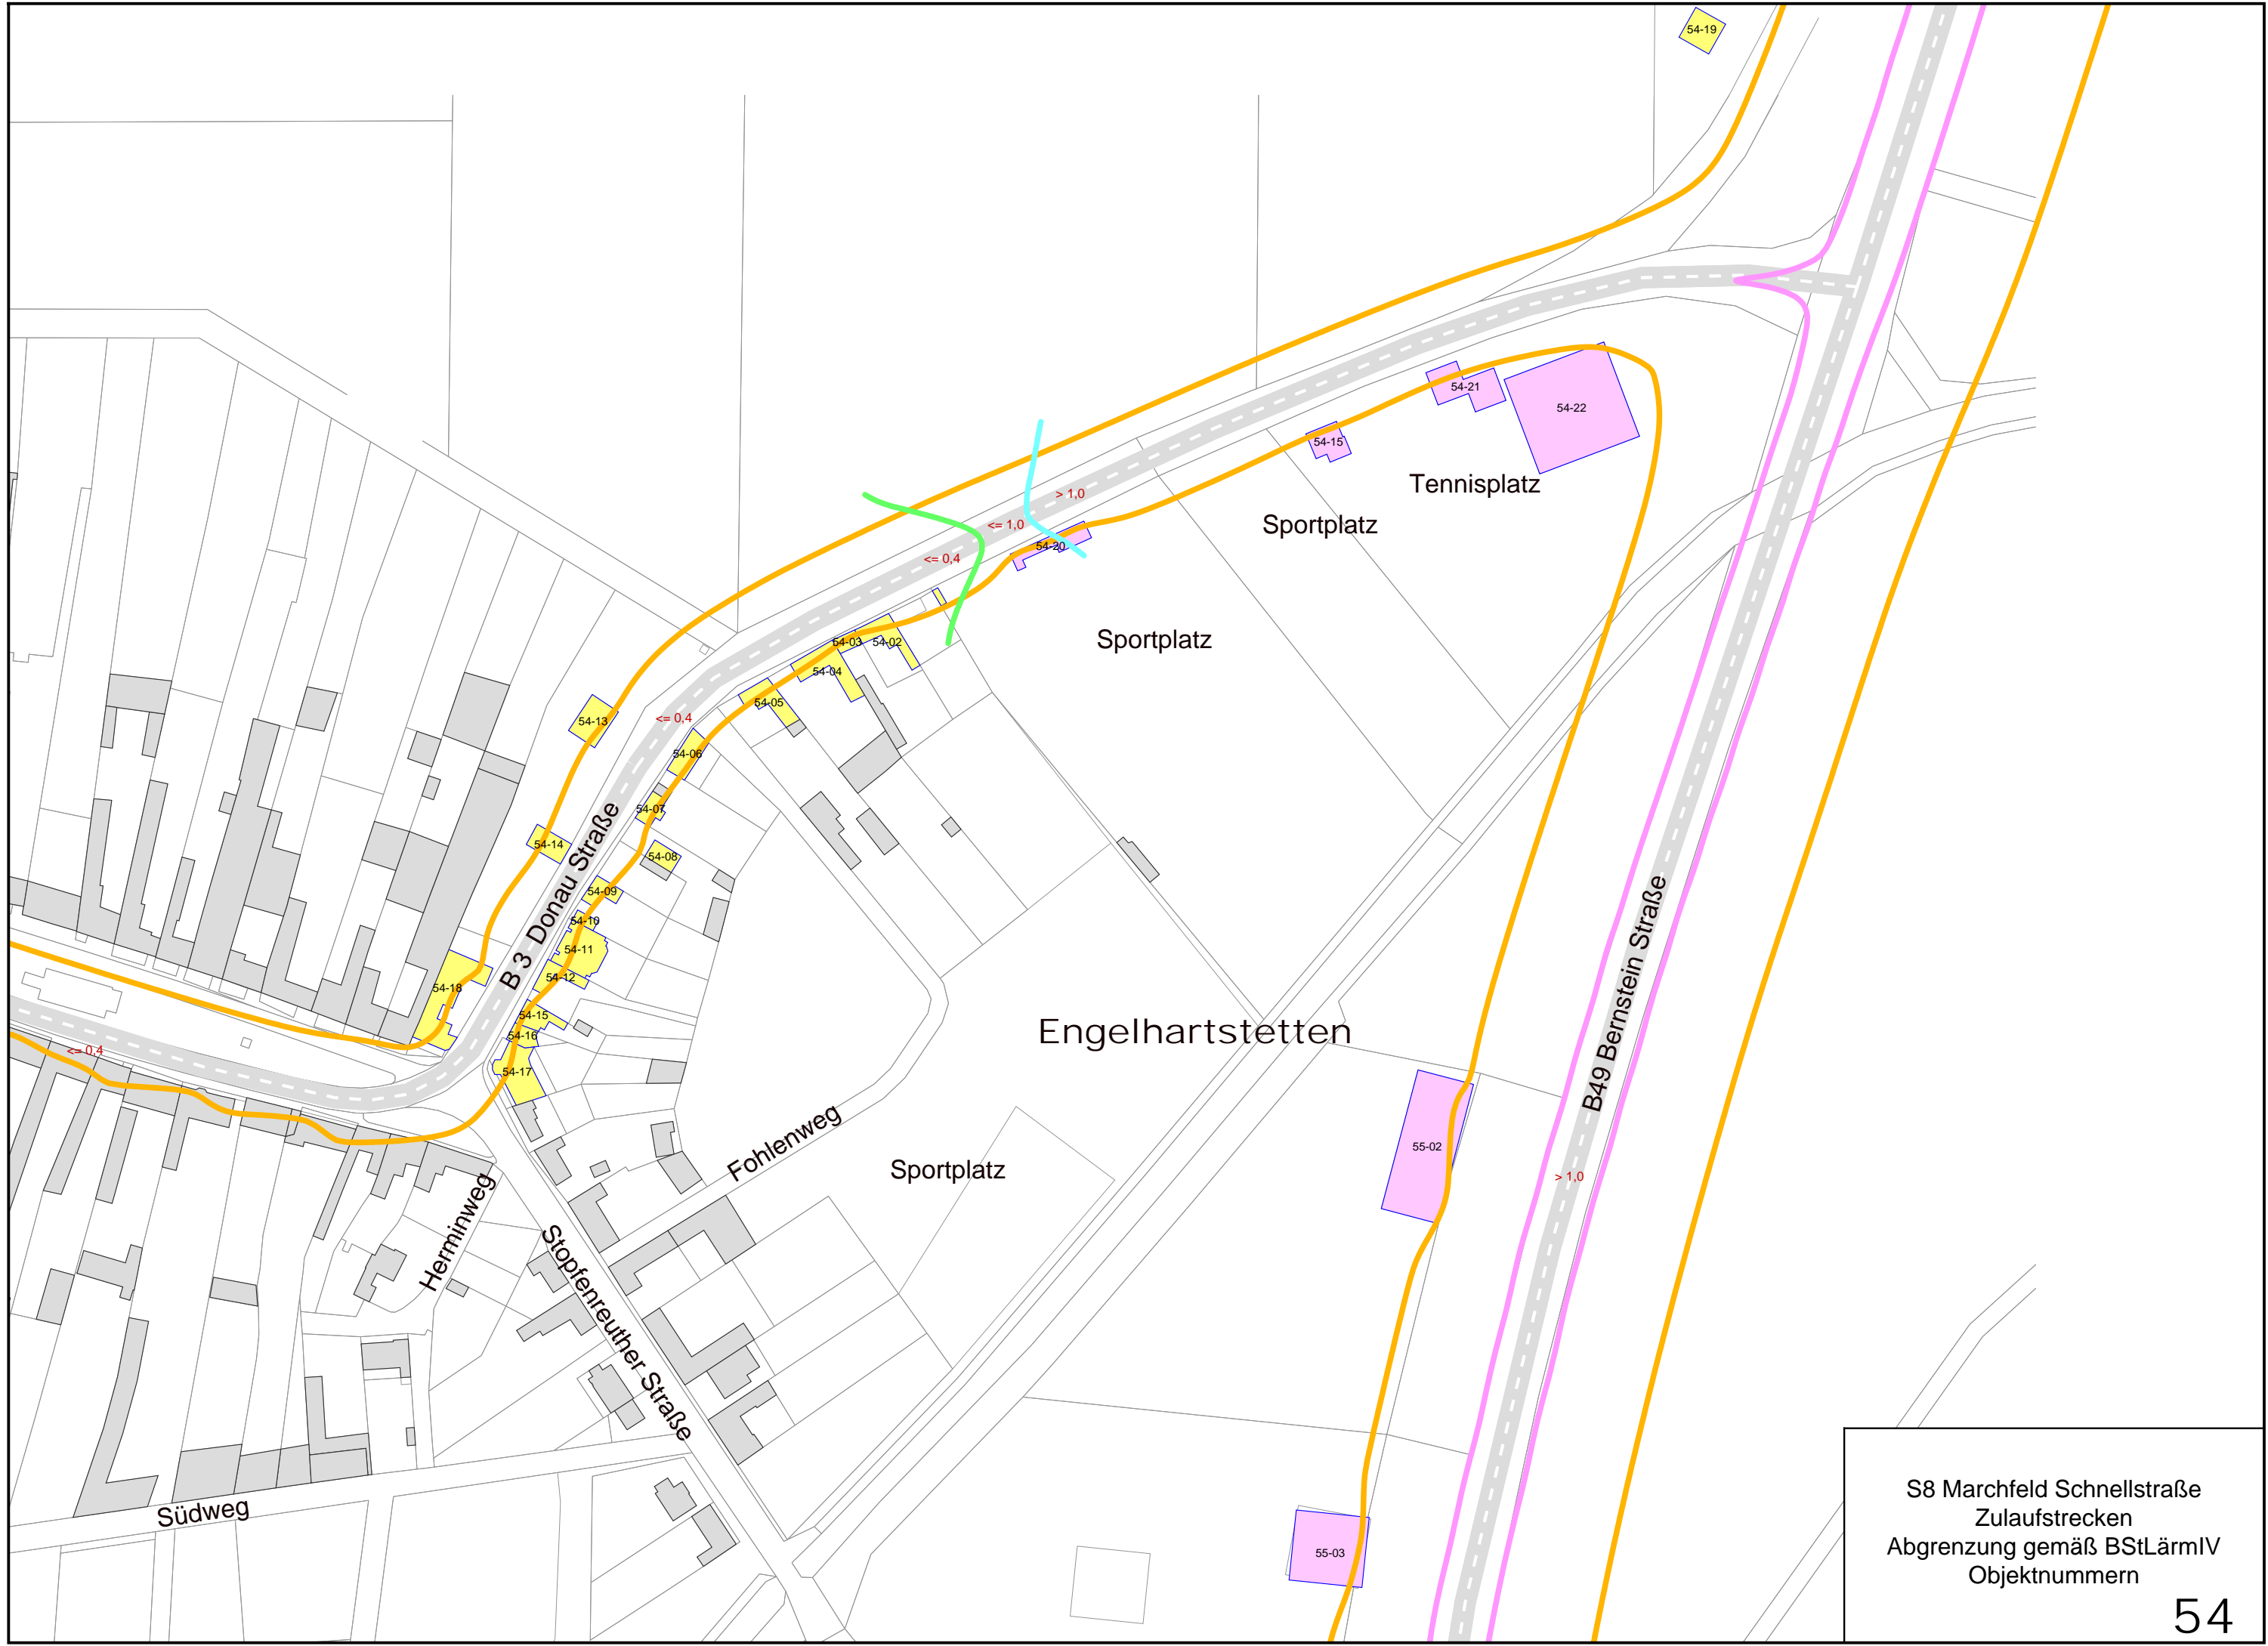 54-19
54-21
54-22
54-15
Tennisplatz
> 1,0
Sportplatz
<= 1,0
54-20
<= 0,4
Sportplatz
54-03
54-02
54-04
54-05
<= 0,4
54-13
54-06
54-07
54-14
54-08
54-09
54-10
54-11
54-12
54-18
54-15
54-16
54-17
<= 0,4
B 3 Donau Straße
B49 Bernstein Straße
Engelhartstetten
55-02
> 1,0
Fohlenweg
Sportplatz
Herminweg
Stopfenreuther Straße
Südweg
55-03
S8 Marchfeld Schnellstraße
Zulaufstrecken
Abgrenzung gemäß BStLärmIV
Objektnummern
54